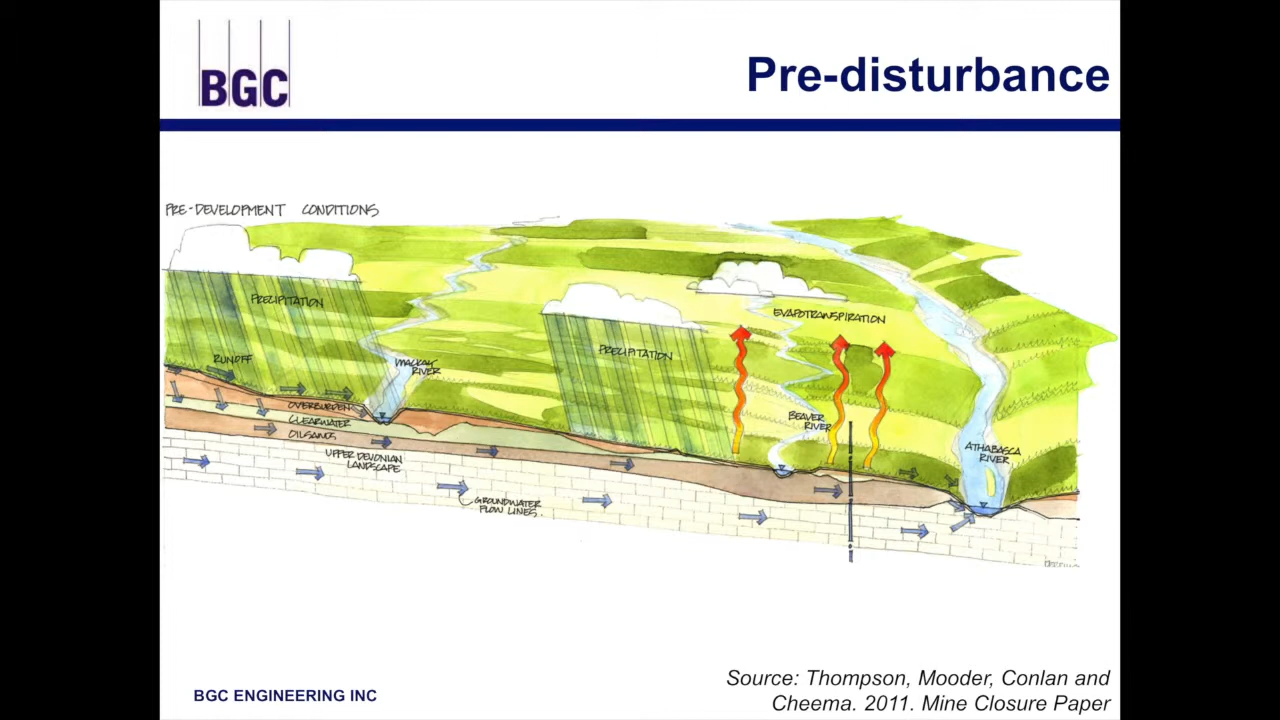 BGC
Pre-disturbance
PRE-DEVELOPMENT CONDITIONS
PRECIPITATION
EVAPOTRANSPIRATION
PRECIPITATION
RUNOFF
MACKAY
RIVER
OVERBURDEN
CLEARWATER
OILSANDS
BEAVER
RIVER
UPPER DEVONIAN
LANDSCAPE
ATHABASCA
RIVER
GROUNDWATER
FLOW LINES.
Source: Thompson, Mooder, Conlan and
Cheema. 2011. Mine Closure Paper
BGC ENGINEERING INC